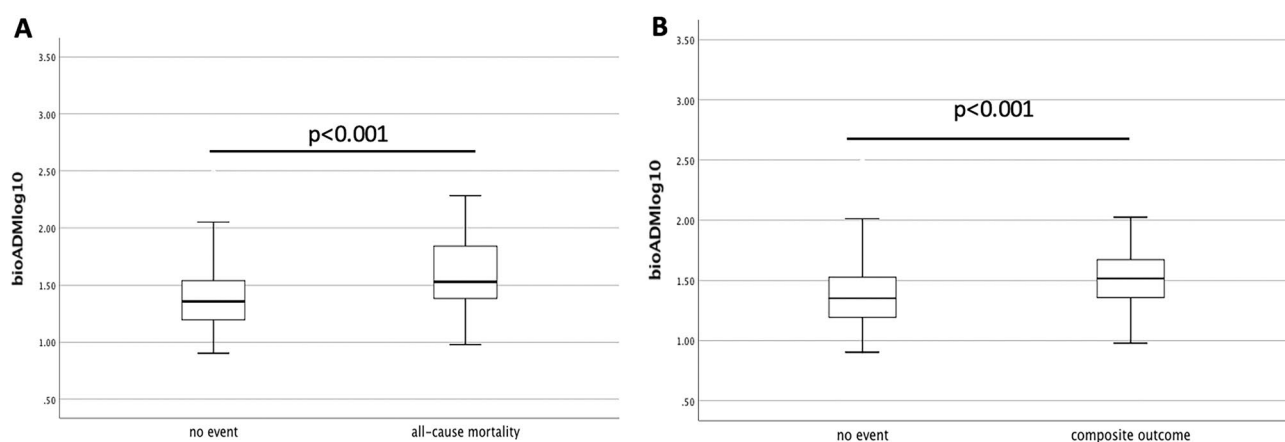 A
3.50
3.00
2.50
2.00
1.50
1.00
.50
bioADMlog10
p<0.001
no event all-cause mortality
B
3.50
3.00
2.50
2.00
1.50
1.00
.50
bioADMlog10
p<0.001
no event composite outcome